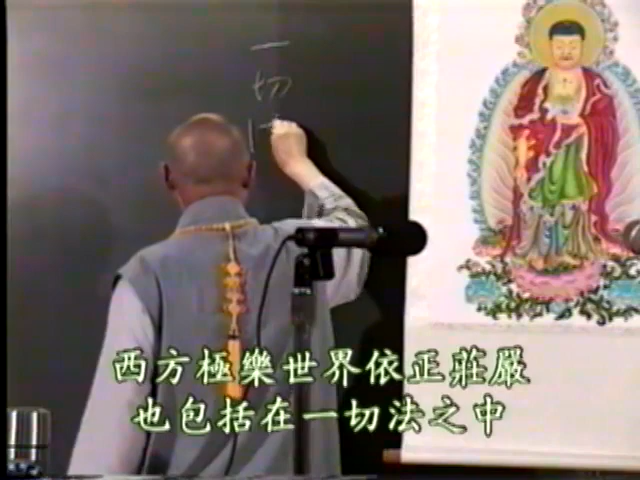 一切
西方極樂世界依正莊嚴
也包括在一切法之中